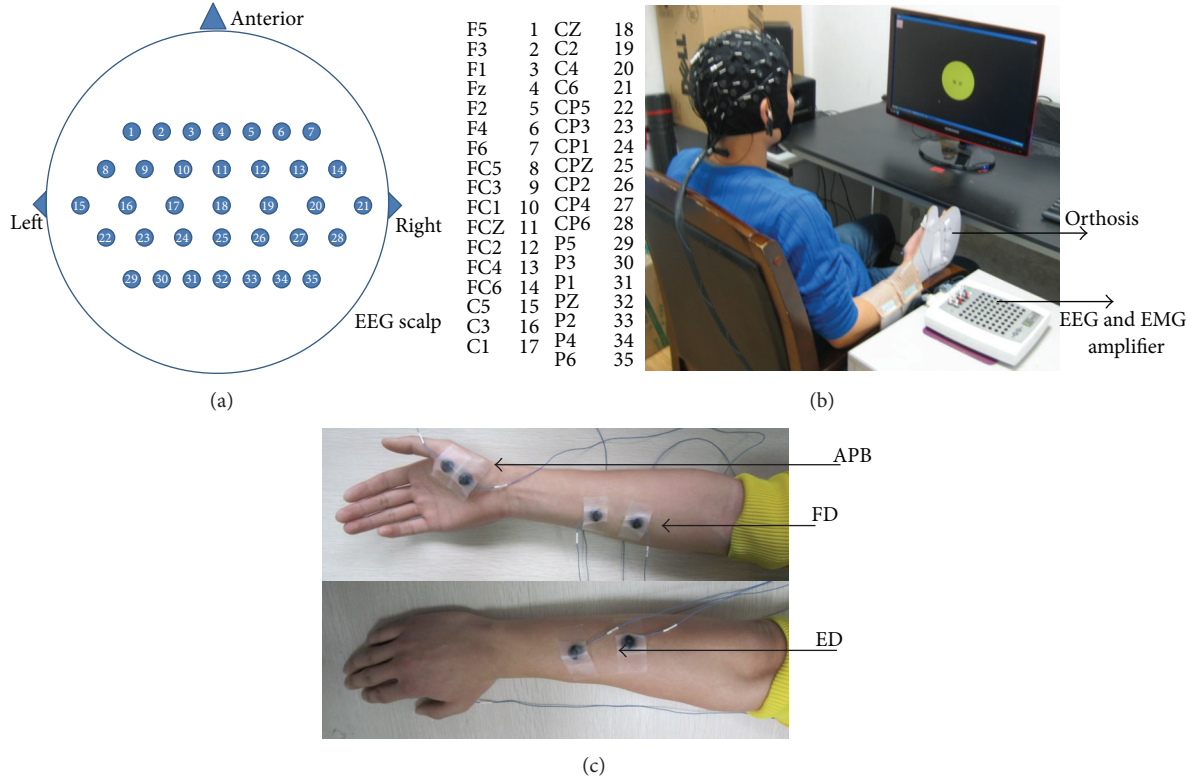 Anterior
1 2 3 4 5 6 7
8 9 10 11 12 13 14
15 16 17 18 19 20 21
22 23 24 25 26 27 28
29 30 31 32 33 34 35
Left
Right
EEG scalp
F5 1 CZ 18
F3 2 C2 19
F1 3 C4 20
Fz 4 C6 21
F2 5 CP5 22
F4 6 CP3 23
F6 7 CP1 24
FC5 8 CPZ 25
FC3 9 CP2 26
FC1 10 CP4 27
FCZ 11 CP6 28
FC2 12 P5 29
FC4 13 P3 30
FC6 14 P1 31
C5 15 PZ 32
C3 16 P2 33
C1 17 P4 34
P6 35
(a)
Orthosis
EEG and EMG
amplifier
(b)
APB
FD
ED
(c)